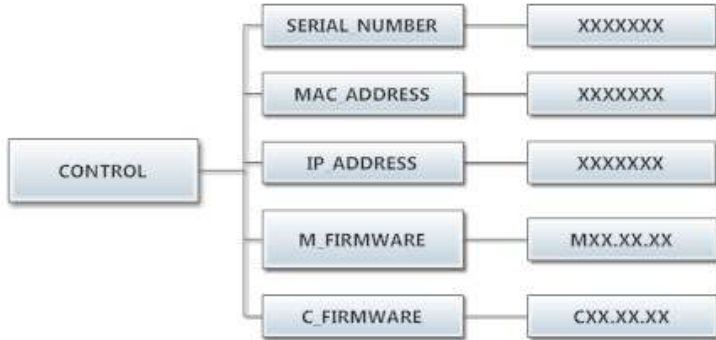 SERIAL_NUMBER XXXXXXX
MAC_ADDRESS XXXXXXX
CONTROL
IP_ADDRESS XXXXXXX
M_FIRMWARE MXX.XX.XX
C_FIRMWARE CXX.XX.XX